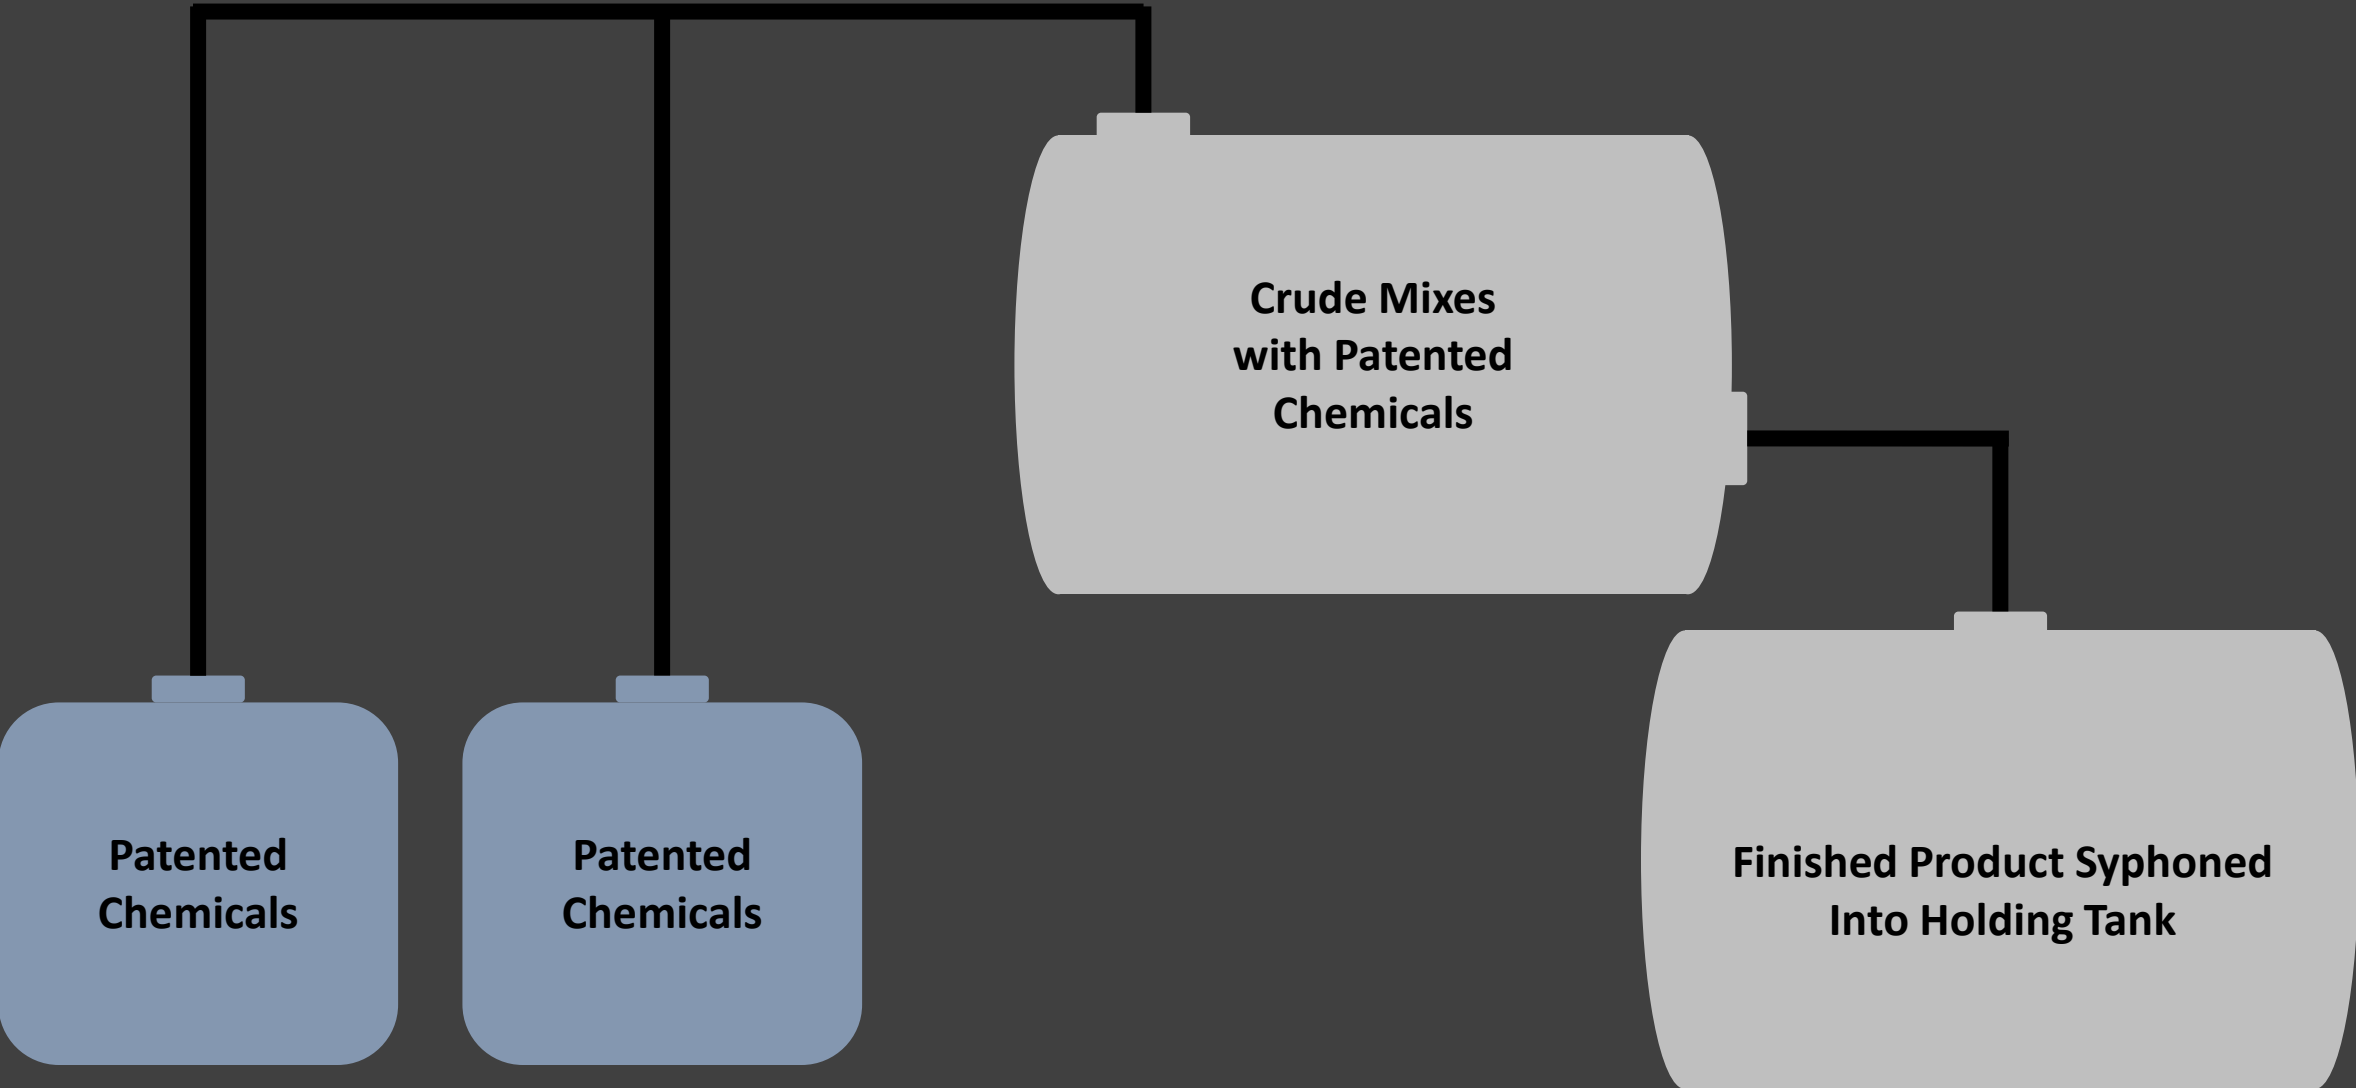 Crude Mixes
with Patented
Chemicals
Patented
Chemicals
Patented
Chemicals
Finished Product Syphoned
Into Holding Tank